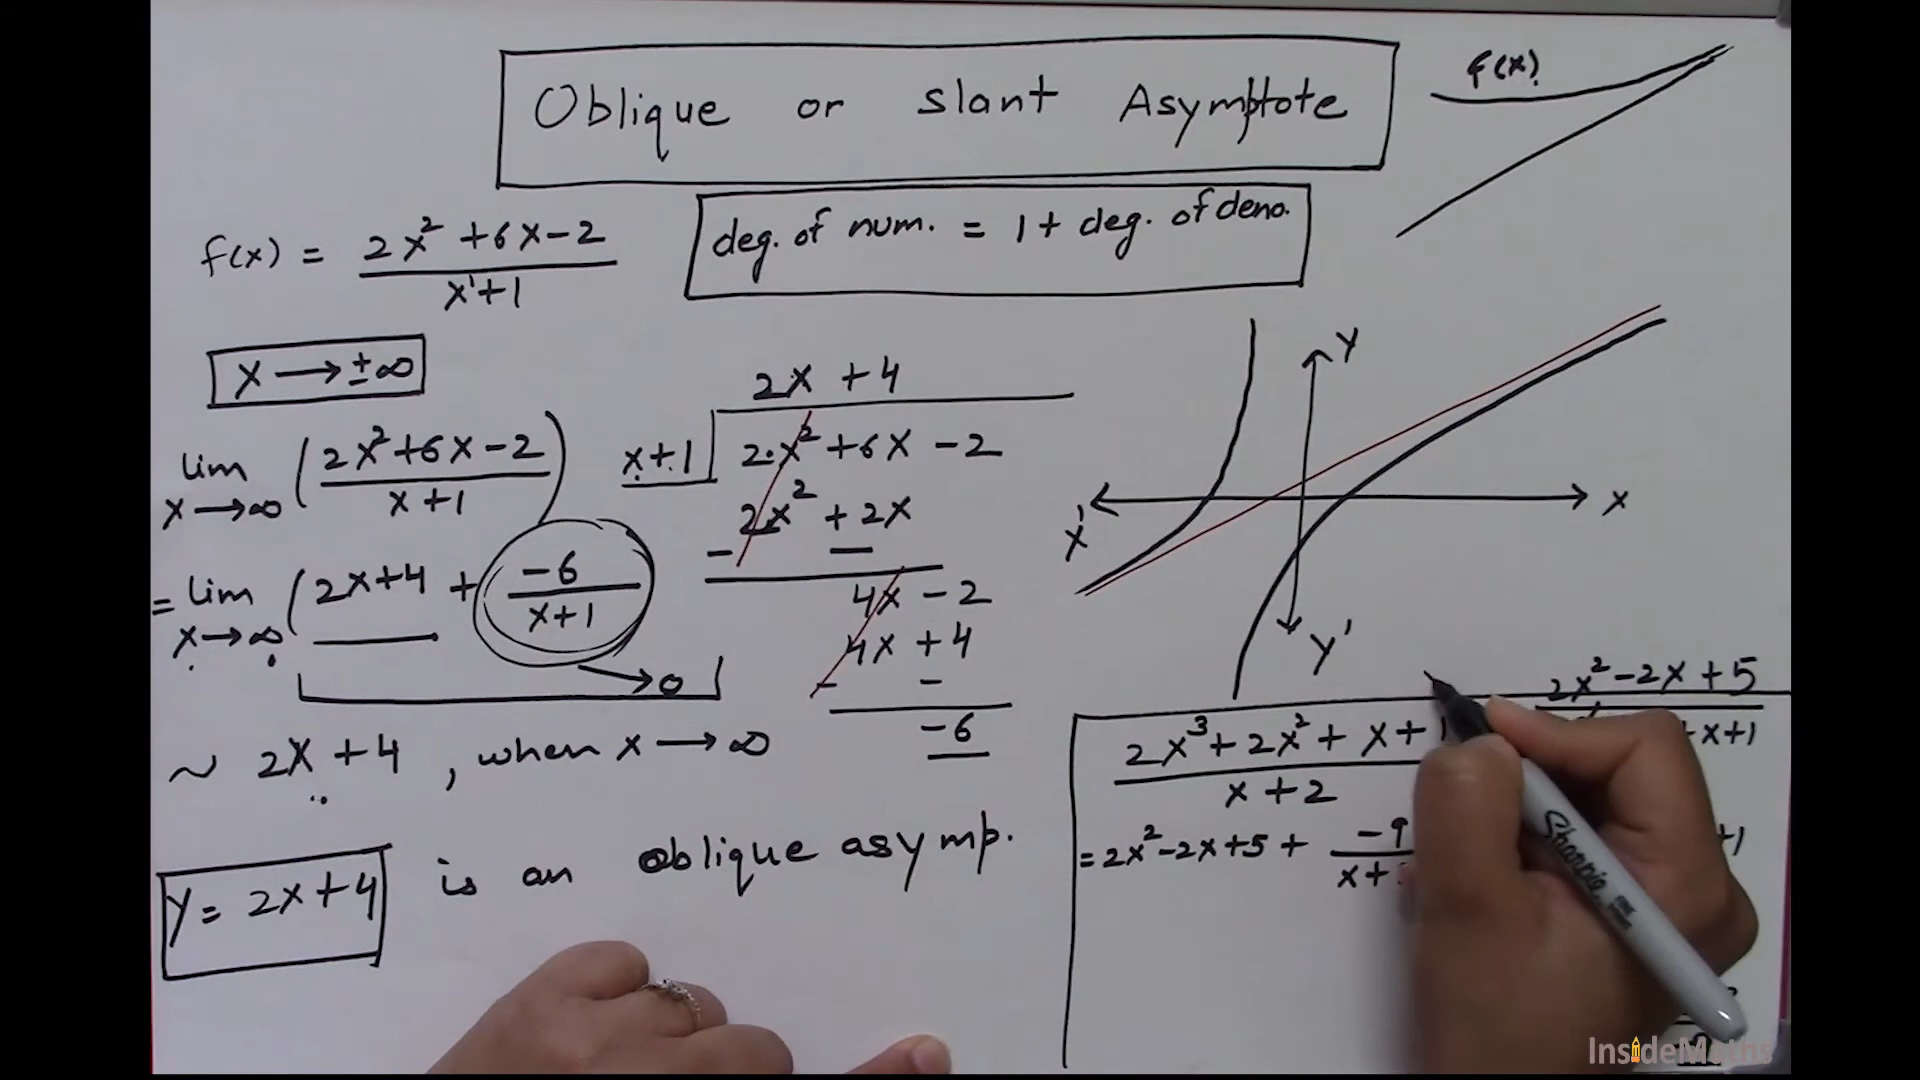 Oblique or slant Asymptote
f(x)
f(x) = (2x² + 6x - 2)/(x¹ + 1)
deg. of num. = 1 + deg. of deno.
x → ±∞
lim x→∞ ((2x² + 6x - 2)/(x + 1))
= lim x→∞ (2x + 4 + (-6)/(x + 1)
→ 0
~ 2x + 4 , when x → ∞
y = 2x + 4 is an oblique asymp.
2x + 4
x + 1 2x² + 6x - 2
2x² + 2x
- -
4x - 2
4x + 4
- -
-6
Y
X
X'
Y'
(2x³ + 2x² + x + 1)/(x + 2)
= 2x² - 2x + 5 + -9
x +
2x² - 2x + 5
+ x + 1
+1
InsideMaths